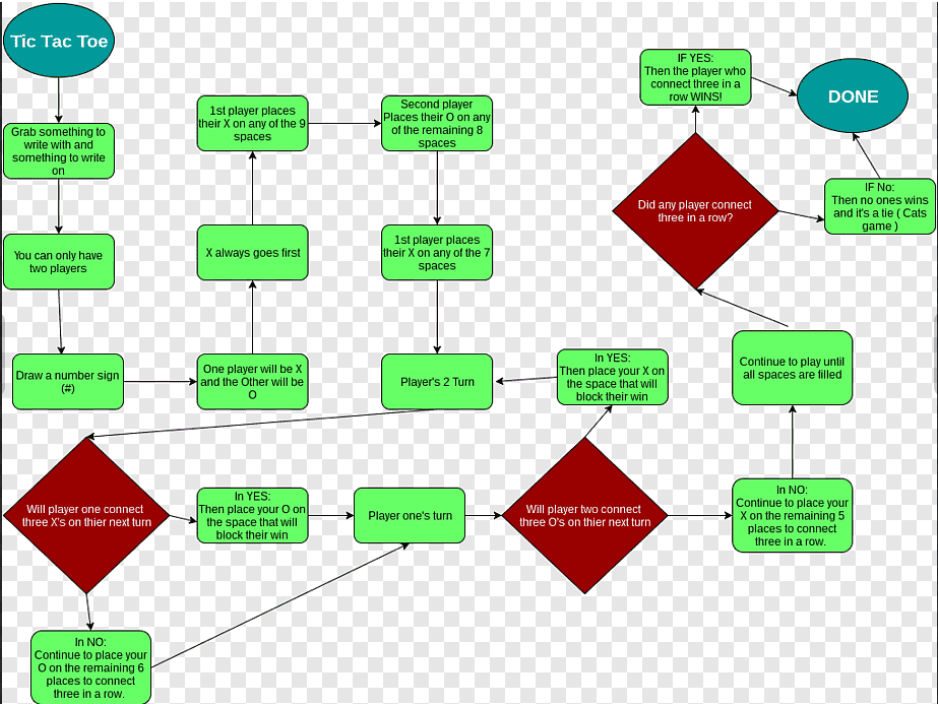 Tic Tac Toe
Grab something to
write with and
something to write
on
You can only have
two players
Draw a number sign
(#)
One player will be X
and the Other will be
O
X always goes first
1st player places
their X on any of the 9
spaces
Second player
Places their O on any
of the remaining 8
spaces
1st player places
their X on any of the 7
spaces
Player's 2 Turn
Will player one connect
three X's on thier next turn
In YES:
Then place your O on
the space that will
block their win
In NO:
Continue to place your
O on the remaining 6
places to connect
three in a row.
Player one's turn
Will player two connect
three O's on thier next turn
In YES:
Then place your X on
the space that will
block their win
In NO:
Continue to place your
X on the remaining 5
places to connect
three in a row.
Continue to play until
all spaces are filled
Did any player connect
three in a row?
IF YES:
Then the player who
connect three in a
row WINS!
IF No:
Then no ones wins
and it's a tie ( Cats
game )
DONE